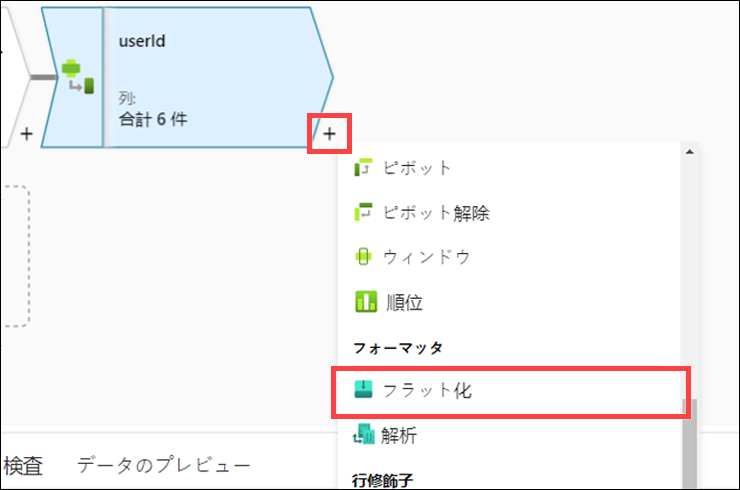 userId
列:
合計 6 件
+
+
ピボット
ピボット解除
ウィンドウ
順位
フォーマッタ
フラット化
解析
行修飾子
検査
データのプレビュー